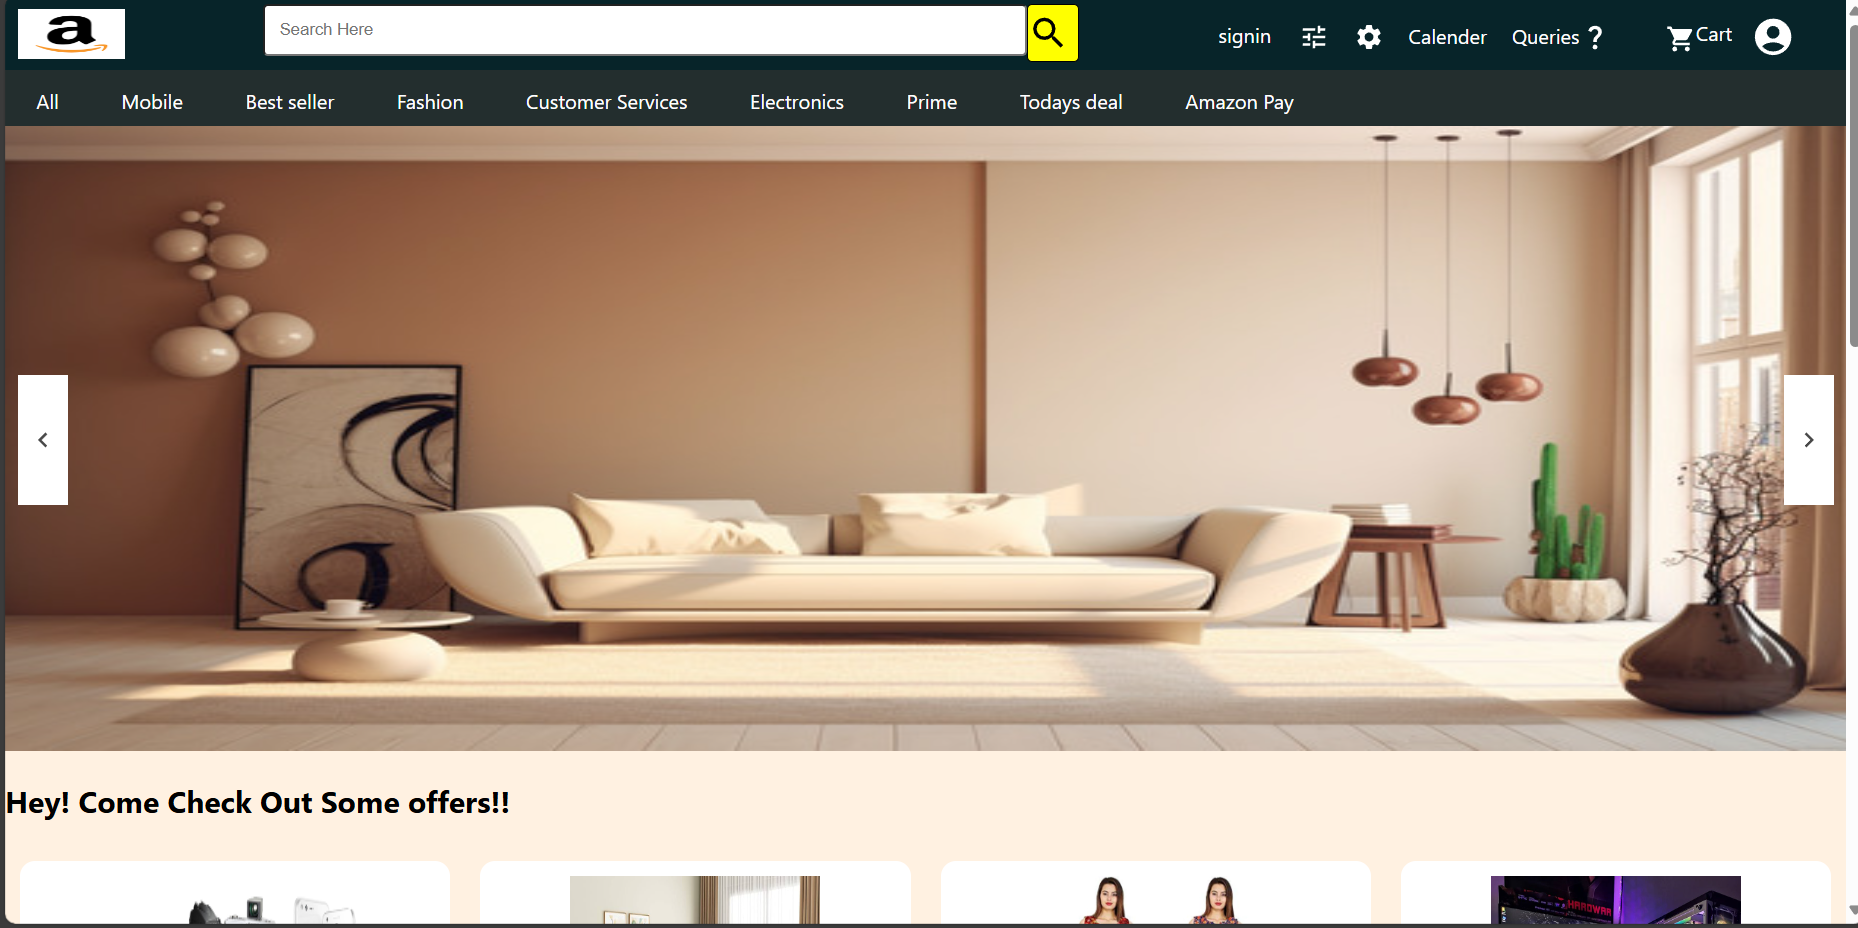 a
Search Here
signin
Calender
Queries ?
Cart
All
Mobile
Best seller
Fashion
Customer Services
Electronics
Prime
Todays deal
Amazon Pay
Hey! Come Check Out Some offers!!
HARDWAR